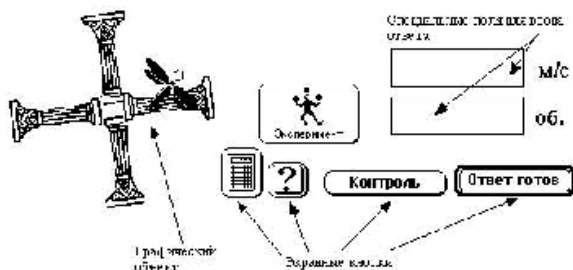 Специальные поля для ввода
ответа
м/с
об.
Эксперимент
?
Контроль
Ответ готов
Графический
объект
Экранные кнопки